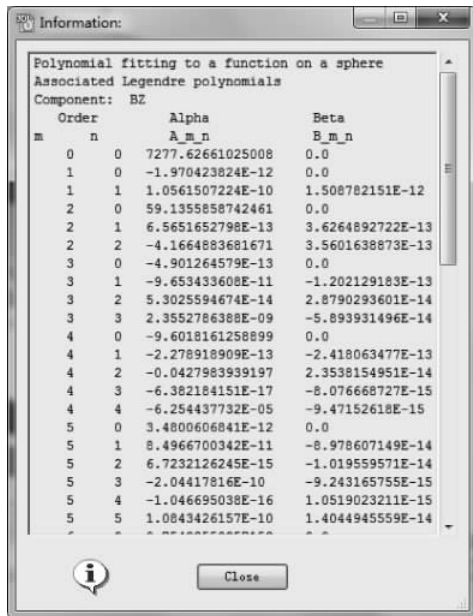 Information:
Polynomial fitting to a function on a sphere
Associated Legendre polynomials
Component: BZ
Order Alpha Beta
m n A_m_n B_m_n
0 0 7277.62661025008 0.0
1 0 -1.970423824E-12 0.0
1 1 1.0561507224E-10 1.508782151E-12
2 0 59.1355858742461 0.0
2 1 6.5651652798E-13 3.6264892722E-13
2 2 -4.1664883681671 3.5601638873E-13
3 0 -4.901264579E-13 0.0
3 1 -9.653433608E-11 -1.202129183E-13
3 2 5.3025594674E-14 2.8790293601E-14
3 3 2.3552786388E-09 -5.893931496E-14
4 0 -9.6018161258899 0.0
4 1 -2.278918909E-13 -2.418063477E-13
4 2 -0.0427983939197 2.3538154951E-14
4 3 -6.382184151E-17 -8.076668727E-15
4 4 -6.254437732E-05 -9.47152618E-15
5 0 3.4800606841E-12 0.0
5 1 8.4966700342E-11 -8.978607149E-14
5 2 6.7232126245E-15 -1.019559571E-14
5 3 -2.04417816E-10 -9.243165755E-15
5 4 -1.046695038E-16 1.0519023211E-15
5 5 1.0843426157E-10 1.4044945559E-14
Close